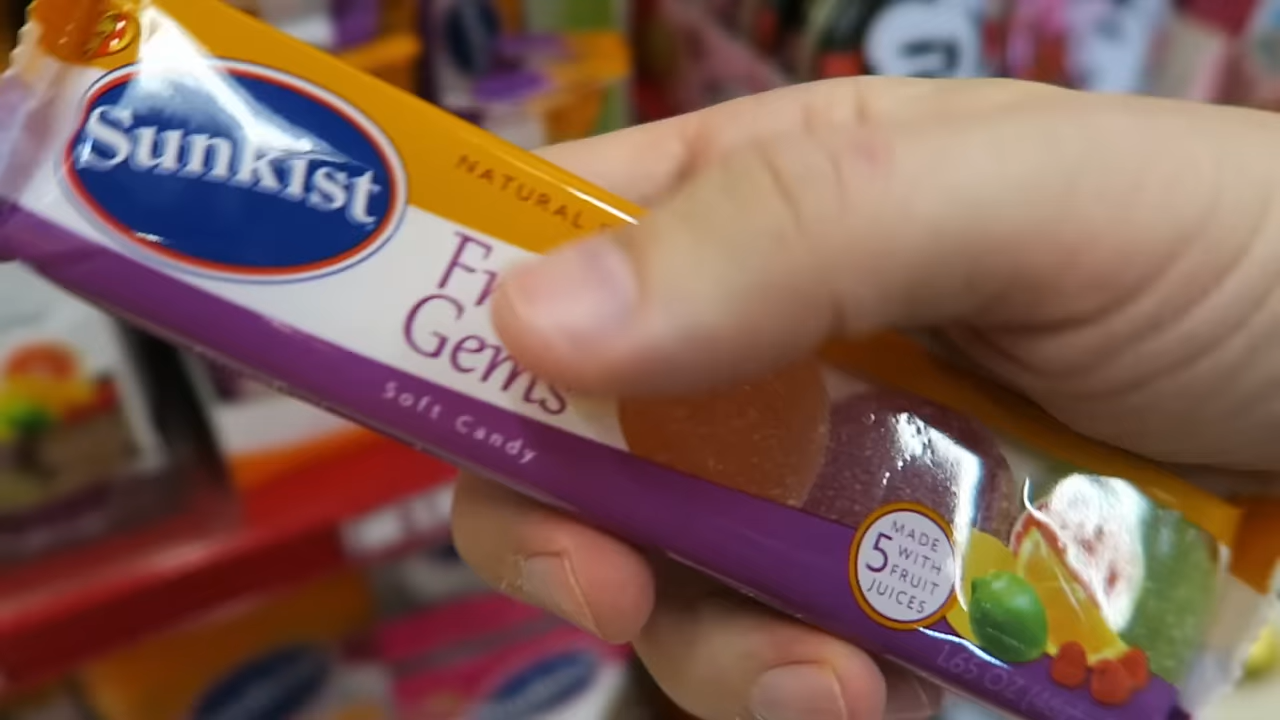 Sunkist
NATURAL
Gems
Soft Candy
MADE
5 WITH
FRUIT
JUICES
1.65 OZ